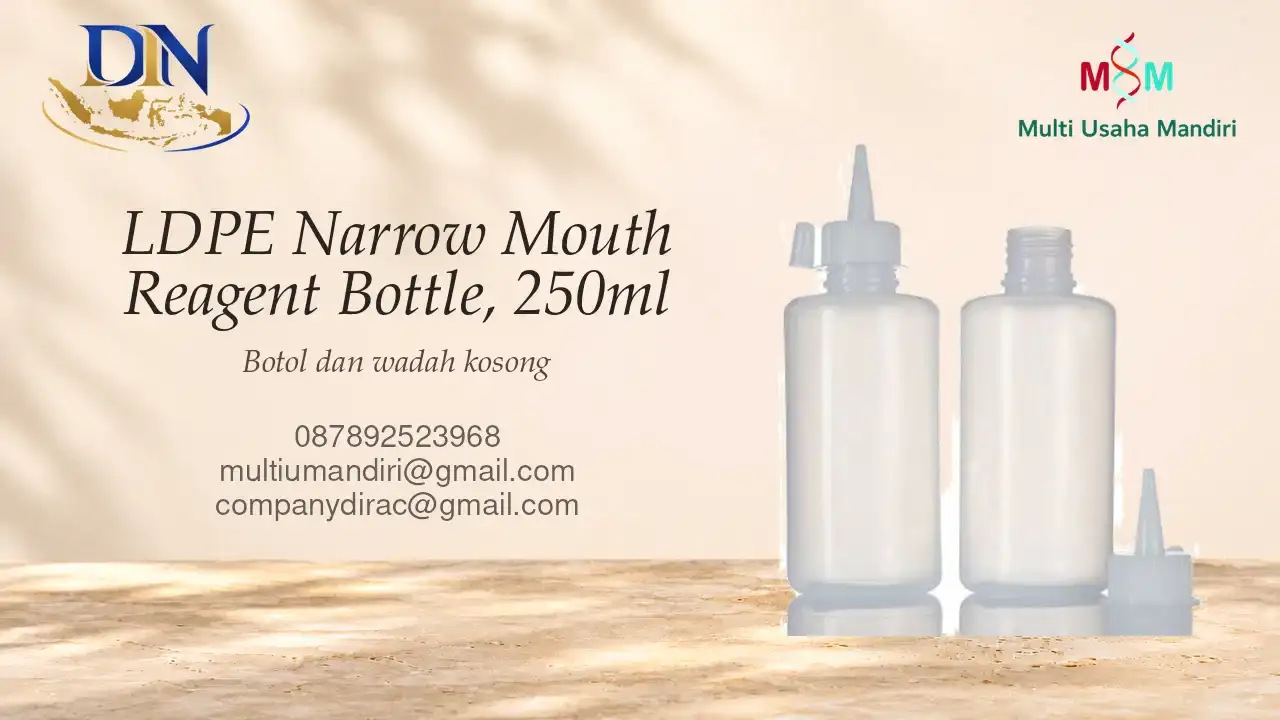 DN
M M
Multi Usaha Mandiri
LDPE Narrow Mouth
Reagent Bottle, 250ml
Botol dan wadah kosong
087892523968
multiumandiri@gmail.com
companydirac@gmail.com